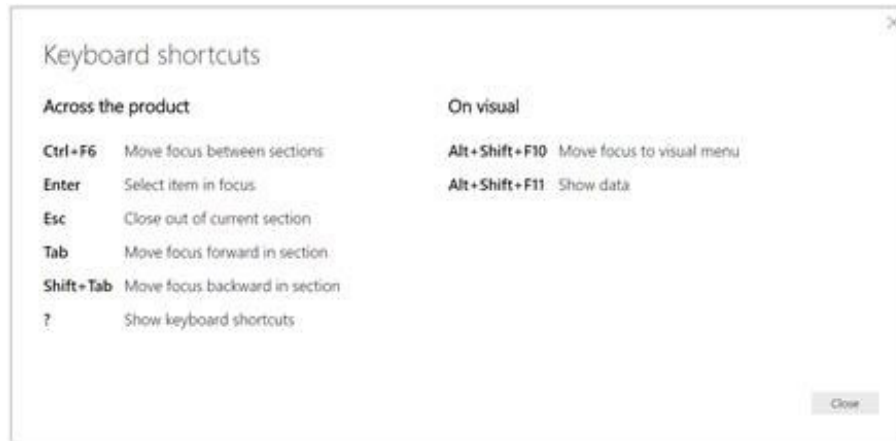 Keyboard shortcuts
Across the product
Ctrl+F6 Move focus between sections
Enter Select item in focus
Esc Close out of current section
Tab Move focus forward in section
Shift+Tab Move focus backward in section
? Show keyboard shortcuts
On visual
Alt+Shift+F10 Move focus to visual menu
Alt+Shift+F11 Show data
Close